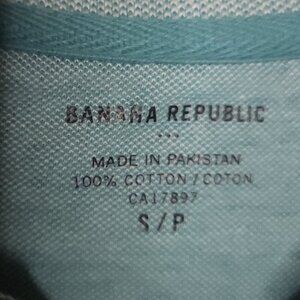 BANANA REPUBLIC
...
MADE IN PAKISTAN
100% COTTON / COTON
CA17897
S/P